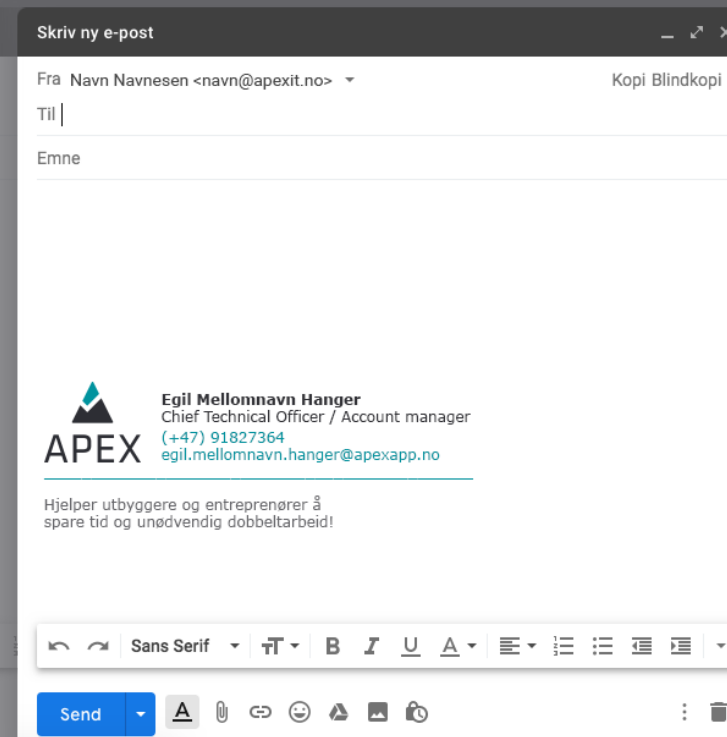 Skriv ny e-post
Fra Navn Navnesen <navn@apexit.no> Kopi Blindkopi
Til
Emne
APEX
Egil Mellomnavn Hanger
Chief Technical Officer / Account manager
(+47) 91827364
egil.mellomnavn.hanger@apexapp.no
Hjelper utbyggere og entreprenører å
spare tid og unødvendig dobbeltarbeid!
Sans Serif
Send